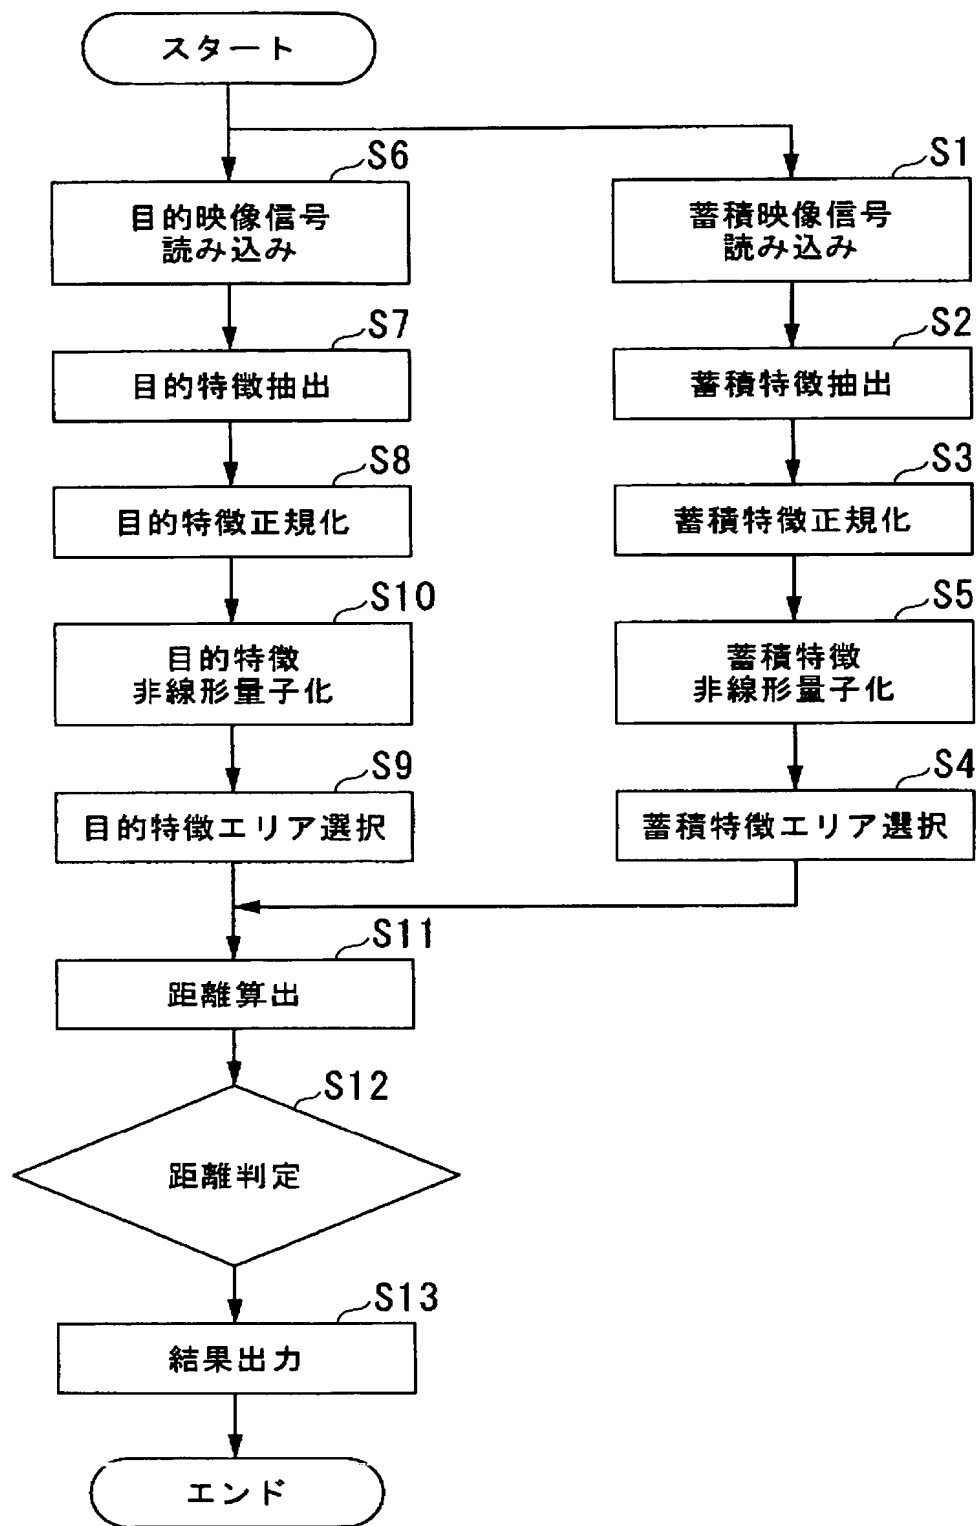 スタート
S6
目的映像信号
読み込み
S7
目的特徴抽出
S8
目的特徴正規化
S10
目的特徴
非線形量子化
S9
目的特徴エリア選択
S1
蓄積映像信号
読み込み
S2
蓄積特徴抽出
S3
蓄積特徴正規化
S5
蓄積特徴
非線形量子化
S4
蓄積特徴エリア選択
S11
距離算出
S12
距離判定
S13
結果出力
エンド